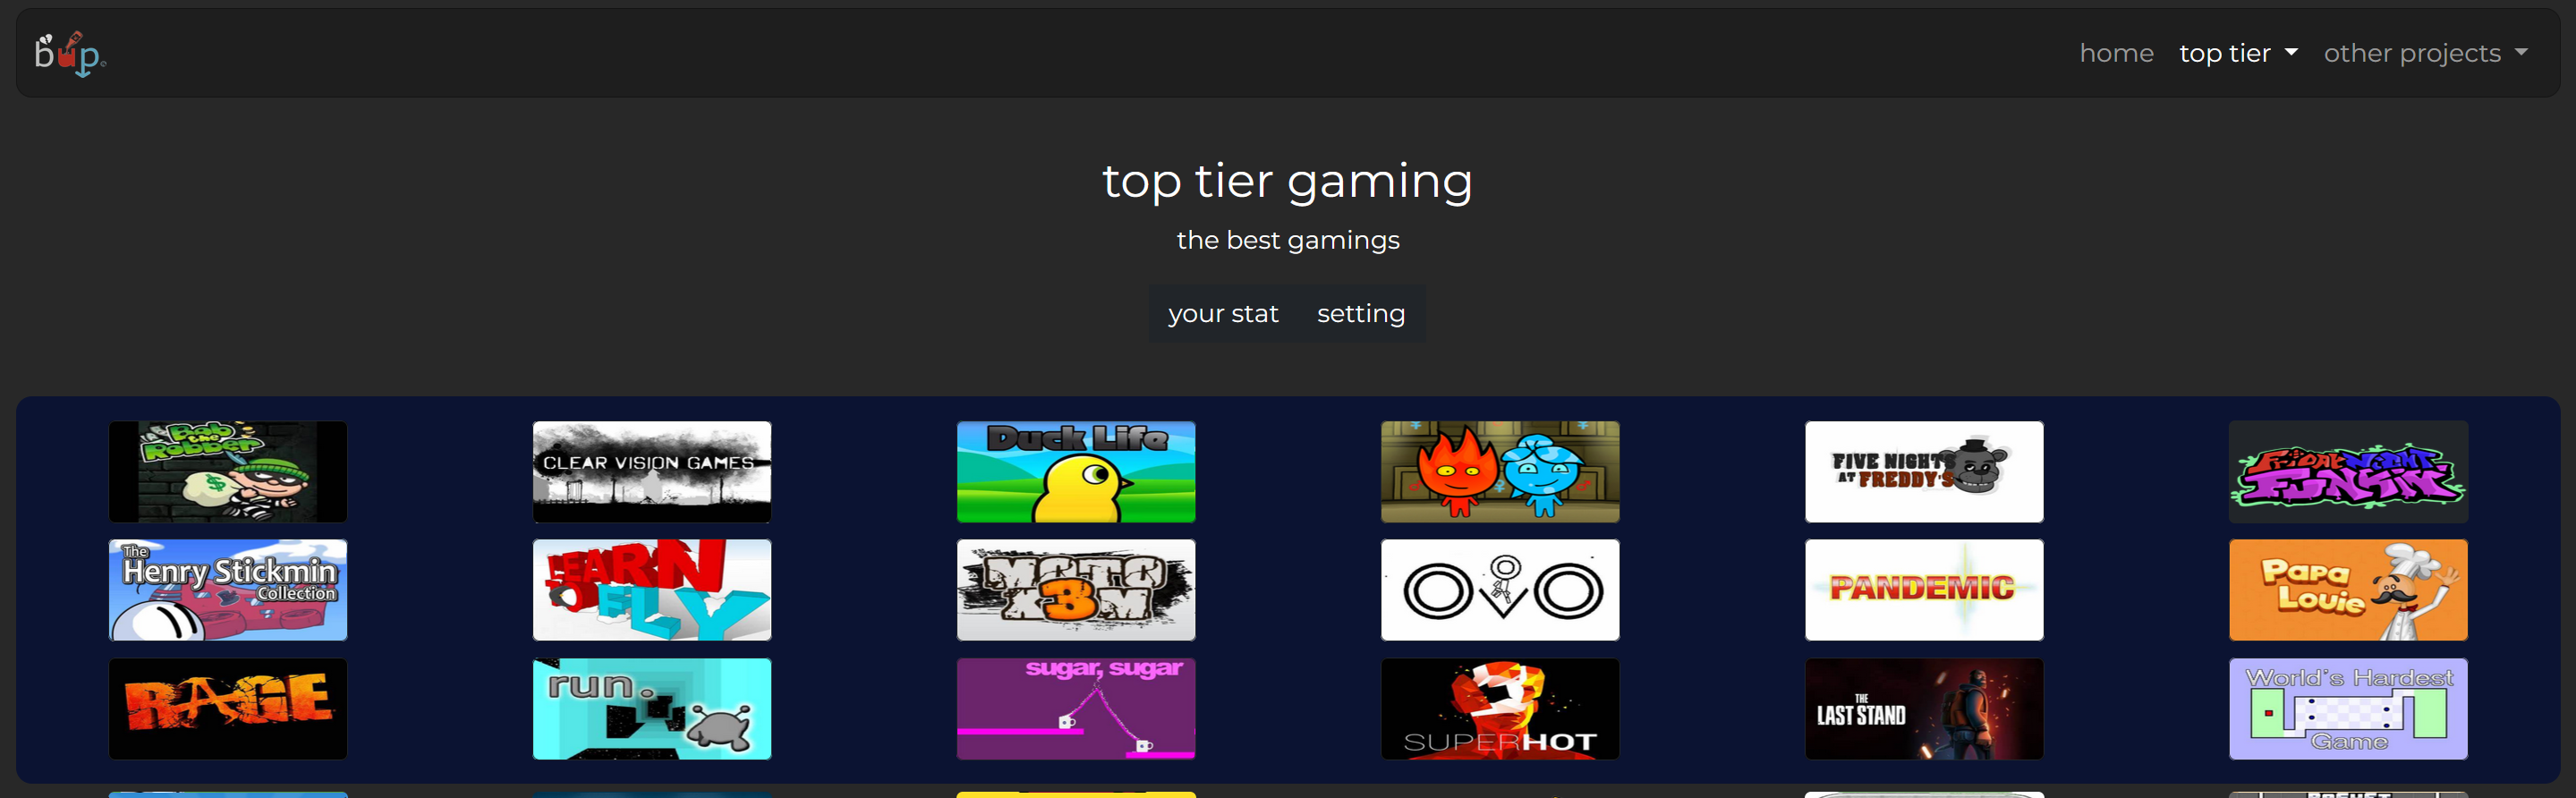 bup.
home top tier other projects
top tier gaming
the best gamings
your stat setting
Bob
the
Robber
$
CLEAR VISION GAMES
Duck Life
FIVE NIGHTS
AT FREDDY'S
FRIDAY NIGHT
FUNKIN'
The
Henry Stickmin
Collection
LEARN
TO
FLY
MOTO
X3M
OVO
PANDEMIC
Papa
Louie
RAGE
run.
sugar, sugar
SUPERHOT
THE
LAST STAND
World's Hardest
Game